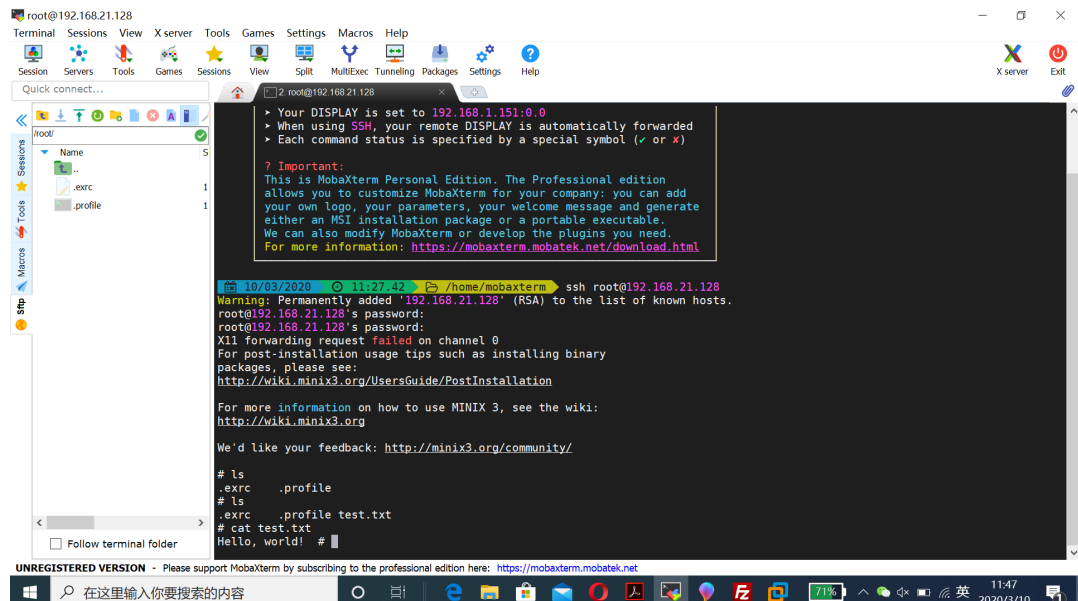 root@192.168.21.128
Terminal Sessions View X server Tools Games Settings Macros Help
Session Servers Tools Games Sessions View Split MultiExec Tunneling Packages Settings Help X server Exit
Quick connect...
2. root@192.168.21.128
/root/
Name S
..
.exrc 1
.profile 1
Sessions
Tools
Macros
Sftp
➤ Your DISPLAY is set to 192.168.1.151:0.0
➤ When using SSH, your remote DISPLAY is automatically forwarded
➤ Each command status is specified by a special symbol (✔ or ✘)
? Important:
This is MobaXterm Personal Edition. The Professional edition
allows you to customize MobaXterm for your company: you can add
your own logo, your parameters, your welcome message and generate
either an MSI installation package or a portable executable.
We can also modify MobaXterm or develop the plugins you need.
For more information: https://mobaxterm.mobatek.net/download.html
10/03/2020 11:27.42 /home/mobaxterm ssh root@192.168.21.128
Warning: Permanently added '192.168.21.128' (RSA) to the list of known hosts.
root@192.168.21.128's password:
root@192.168.21.128's password:
X11 forwarding request failed on channel 0
For post-installation usage tips such as installing binary
packages, please see:
http://wiki.minix3.org/UsersGuide/PostInstallation
For more information on how to use MINIX 3, see the wiki:
http://wiki.minix3.org
We'd like your feedback: http://minix3.org/community/
# ls
.exrc .profile
# ls
.exrc .profile test.txt
# cat test.txt
Hello, world! #
Follow terminal folder
UNREGISTERED VERSION - Please support MobaXterm by subscribing to the professional edition here: https://mobaxterm.mobatek.net
在这里输入你要搜索的内容
71%
英
11:47
2020/3/10